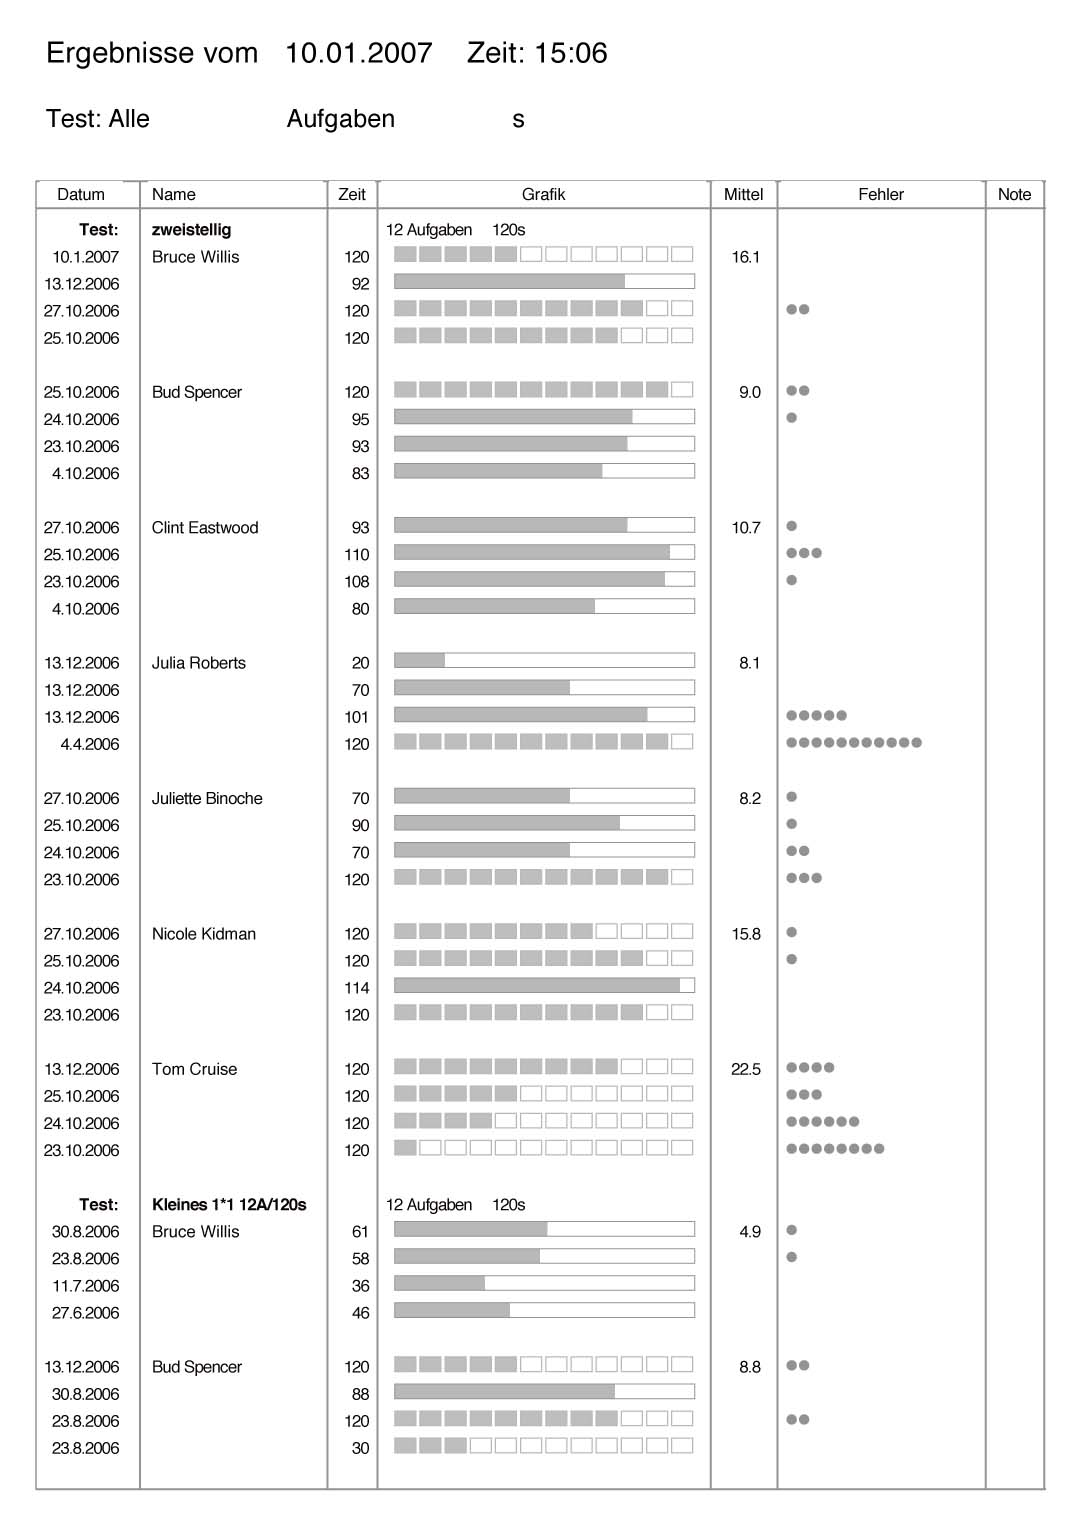 Ergebnisse vom 10.01.2007 Zeit: 15:06
Test: Alle Aufgaben s
Datum Name Zeit Grafik Mittel Fehler Note
Test: zweistellig 12 Aufgaben 120s
10.1.2007 Bruce Willis 120 16.1
13.12.2006 92
27.10.2006 120
25.10.2006 120
25.10.2006 Bud Spencer 120 9.0
24.10.2006 95
23.10.2006 93
4.10.2006 83
27.10.2006 Clint Eastwood 93 10.7
25.10.2006 110
23.10.2006 108
4.10.2006 80
13.12.2006 Julia Roberts 20 8.1
13.12.2006 70
13.12.2006 101
4.4.2006 120
27.10.2006 Juliette Binoche 70 8.2
25.10.2006 90
24.10.2006 70
23.10.2006 120
27.10.2006 Nicole Kidman 120 15.8
25.10.2006 120
24.10.2006 114
23.10.2006 120
13.12.2006 Tom Cruise 120 22.5
25.10.2006 120
24.10.2006 120
23.10.2006 120
Test: Kleines 1*1 12A/120s 12 Aufgaben 120s
30.8.2006 Bruce Willis 61 4.9
23.8.2006 58
11.7.2006 36
27.6.2006 46
13.12.2006 Bud Spencer 120 8.8
30.8.2006 88
23.8.2006 120
23.8.2006 30